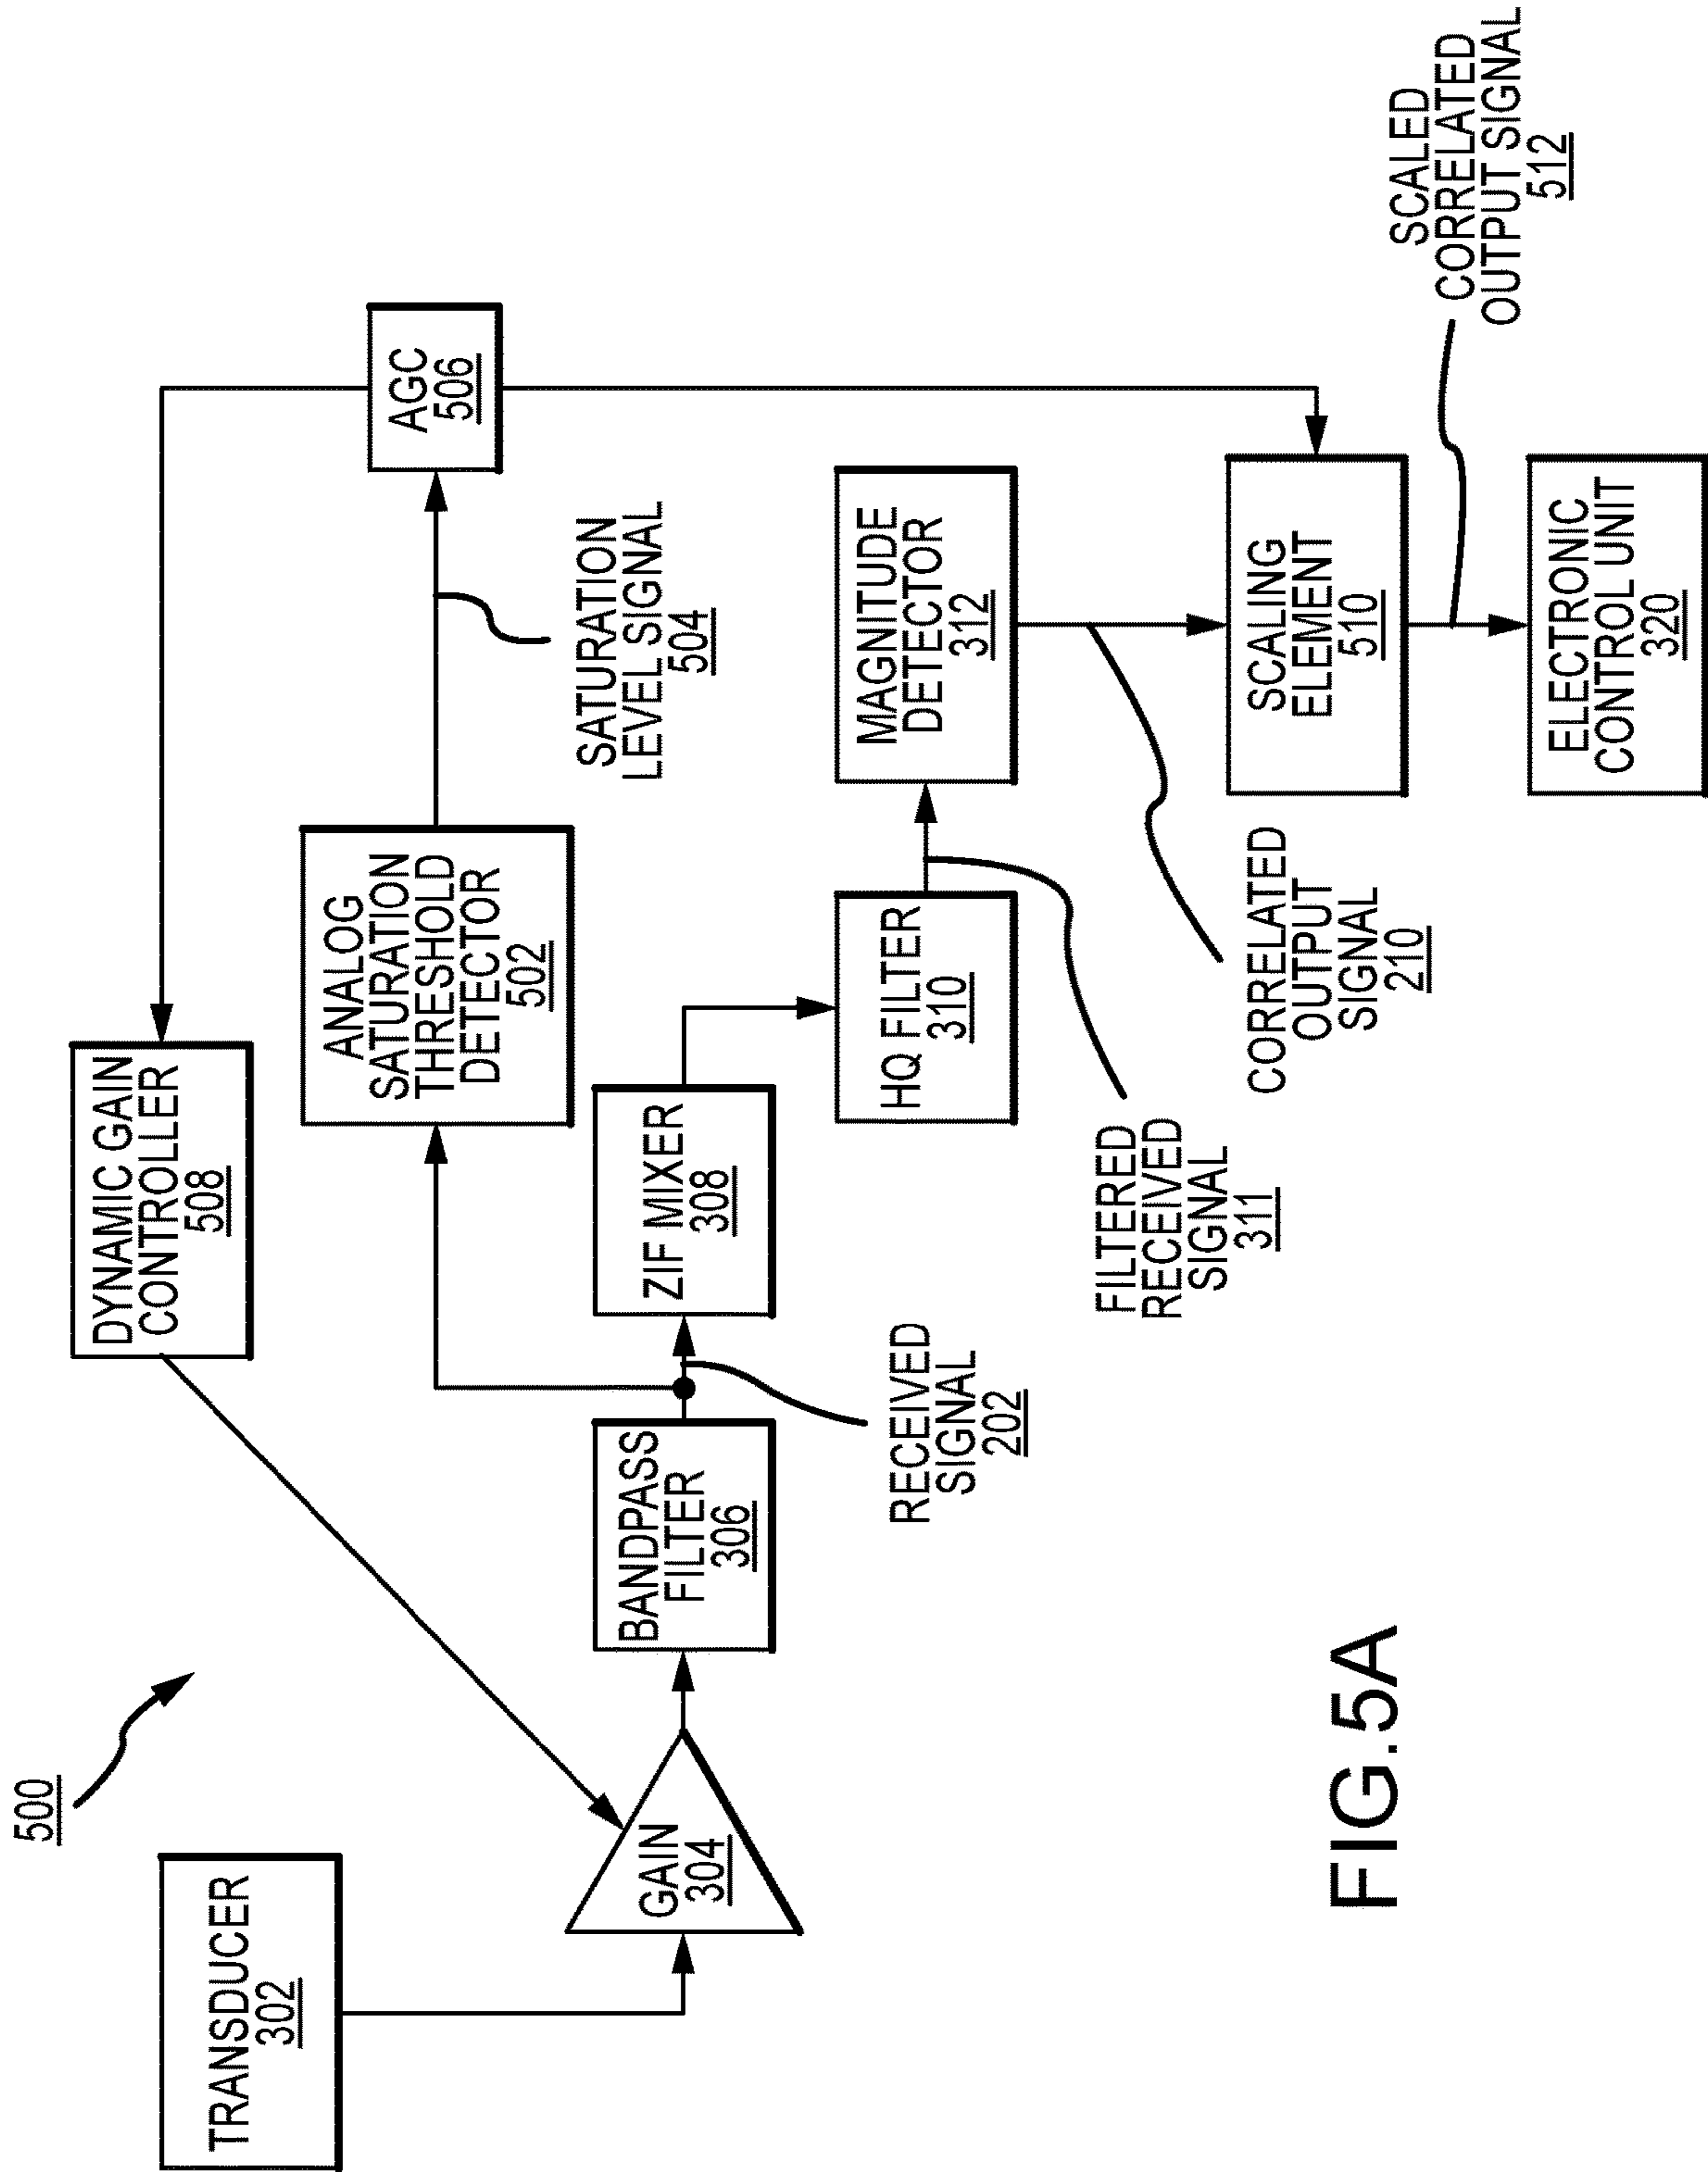 500
TRANSDUCER
302
GAIN
304
DYNAMIC GAIN
CONTROLLER
508
BANDPASS
FILTER
306
RECEIVED
SIGNAL
202
ANALOG
SATURATION
THRESHOLD
DETECTOR
502
ZIF MIXER
308
SATURATION
LEVEL SIGNAL
504
AGC
506
HQ FILTER
310
FILTERED
RECEIVED
SIGNAL
311
MAGNITUDE
DETECTOR
312
CORRELATED
OUTPUT
SIGNAL
210
SCALING
ELEMENT
510
SCALED
CORRELATED
OUTPUT SIGNAL
512
ELECTRONIC
CONTROL UNIT
320
FIG.5A